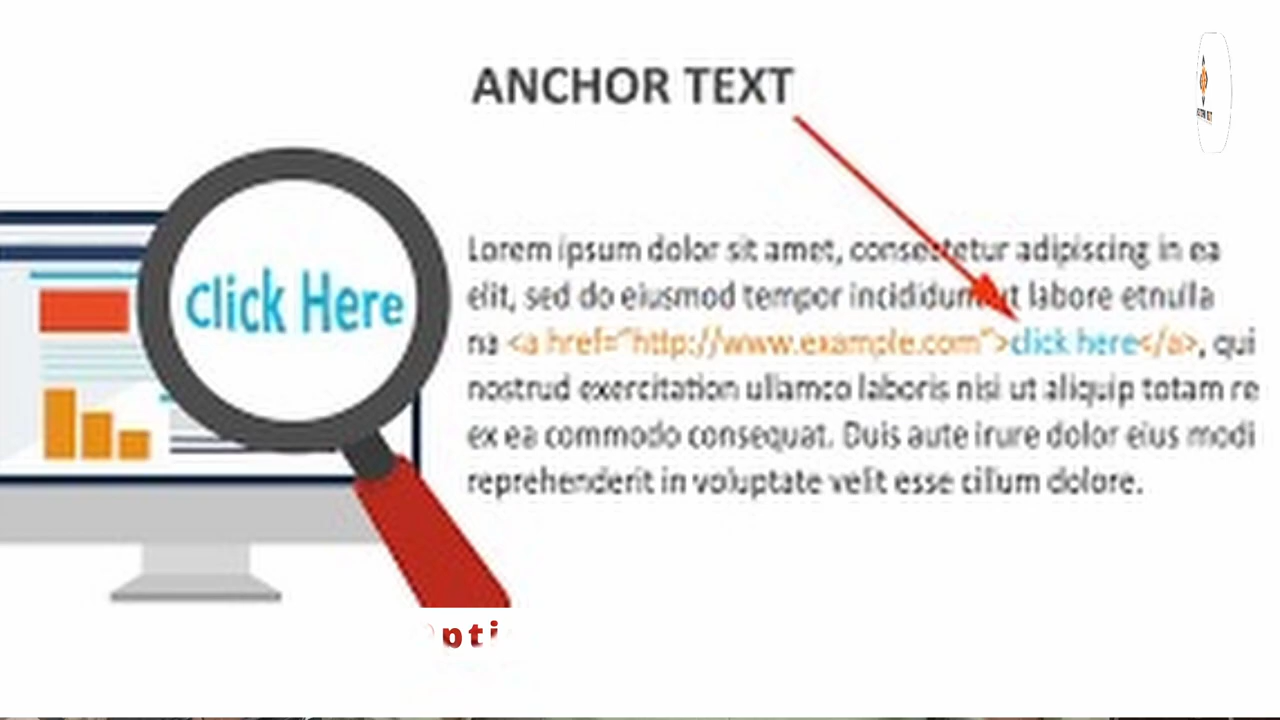 ANCHOR TEXT
Click Here
Lorem ipsum dolor sit amet, consectetur adipiscing in ea
elit, sed do eiusmod tempor incididunt ut labore etnulla
na <a href="http://www.example.com">click here</a>, qui
nostrud exercitation ullamco laboris nisi ut aliquip totam re
ex ea commodo consequat. Duis aute irure dolor eius modi
reprehenderit in voluptate velit esse cillum dolore.
pti